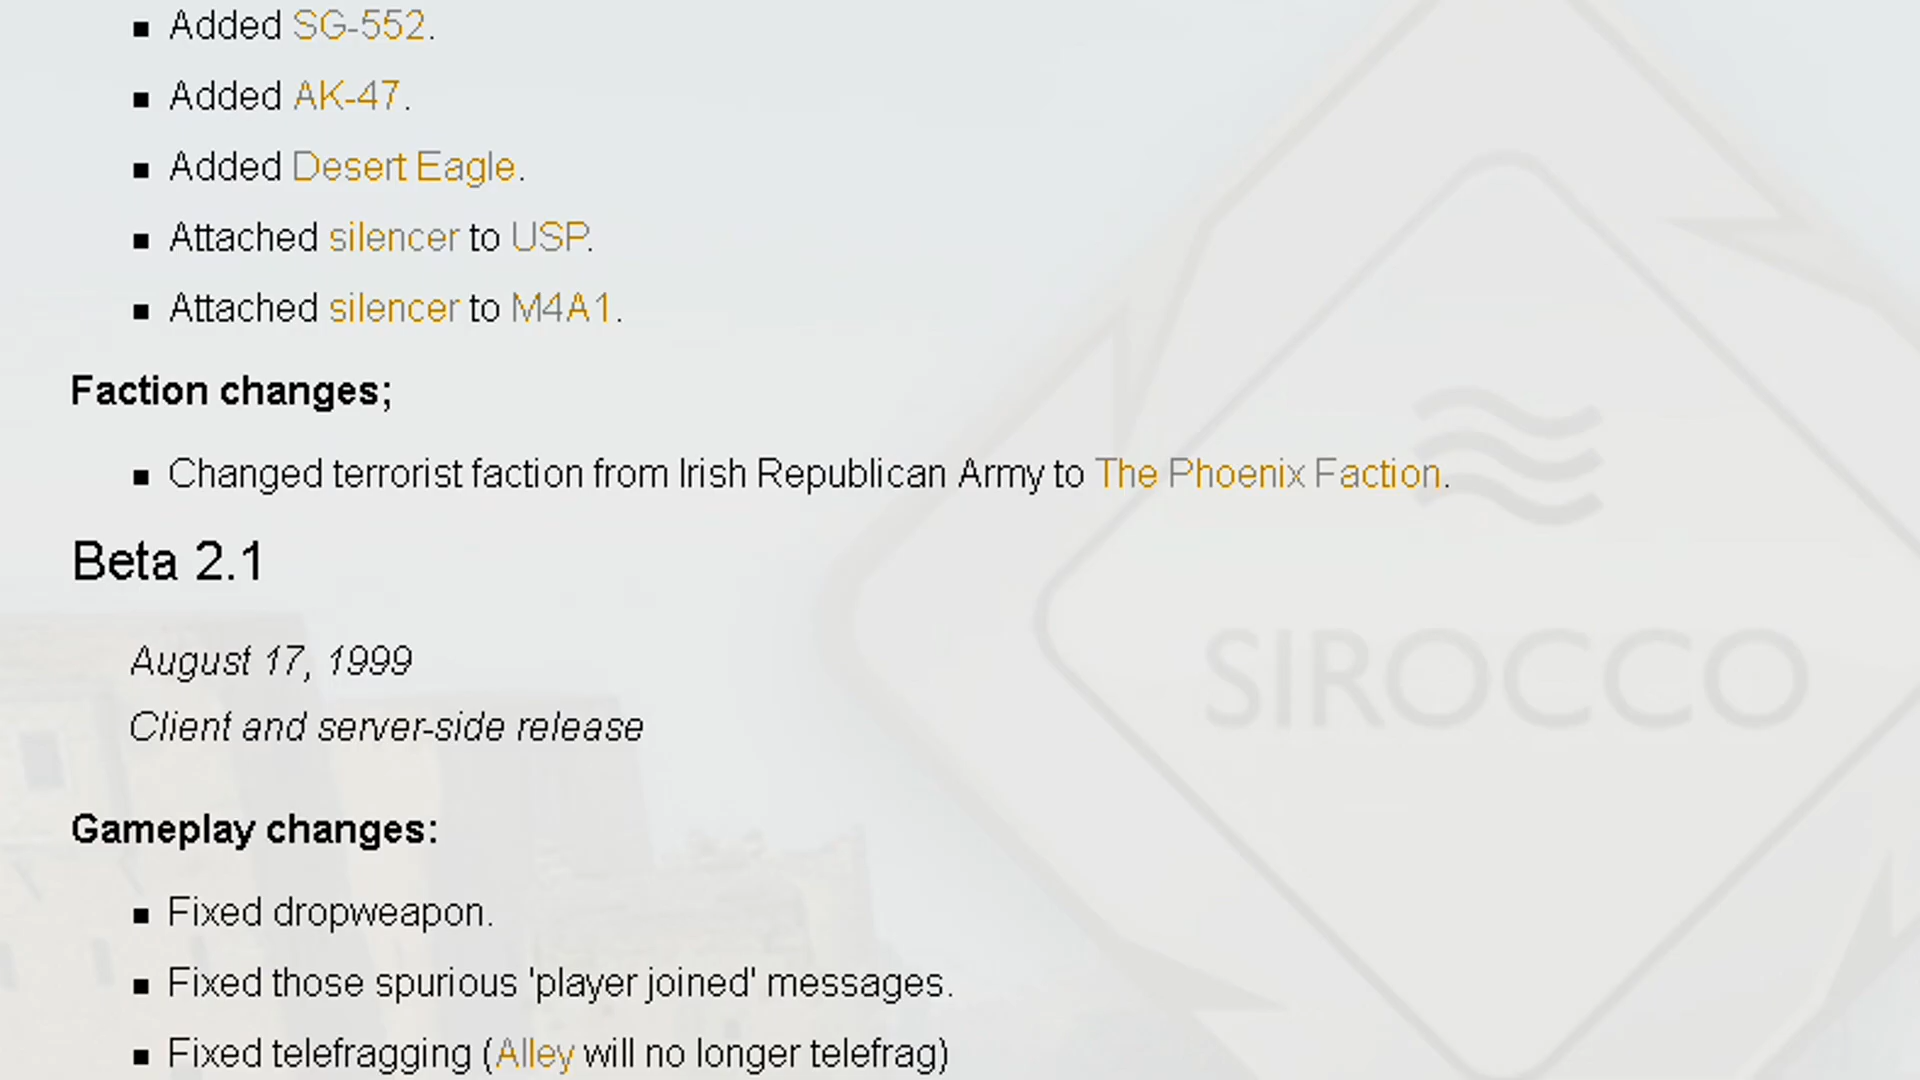 Added SG-552.
Added AK-47.
Added Desert Eagle.
Attached silencer to USP.
Attached silencer to M4A1.
Faction changes;
Changed terrorist faction from Irish Republican Army to The Phoenix Faction.
Beta 2.1
August 17, 1999
Client and server-side release
SIROCCO
Gameplay changes:
Fixed dropweapon.
Fixed those spurious 'player joined' messages.
Fixed telefragging (Alley will no longer telefrag)